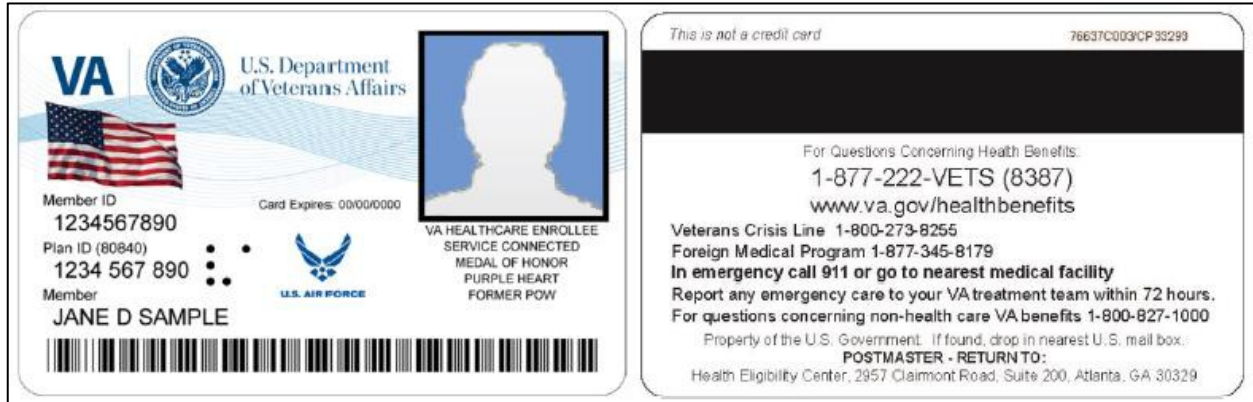 VA
U.S. Department
of Veterans Affairs
Member ID
1234567890
Card Expires: 00/00/0000
Plan ID (80840)
1234 567 890
U.S. AIR FORCE
Member
JANE D SAMPLE
VA HEALTHCARE ENROLLEE
SERVICE CONNECTED
MEDAL OF HONOR
PURPLE HEART
FORMER POW
This is not a credit card
76637C003/CP33293
For Questions Concerning Health Benefits:
1-877-222-VETS (8387)
www.va.gov/healthbenefits
Veterans Crisis Line 1-800-273-8255
Foreign Medical Program 1-877-345-8179
In emergency call 911 or go to nearest medical facility
Report any emergency care to your VA treatment team within 72 hours.
For questions concerning non-health care VA benefits 1-800-827-1000
Property of the U.S. Government. If found, drop in nearest U.S. mail box.
POSTMASTER - RETURN TO:
Health Eligibility Center, 2957 Clairmont Road, Suite 200, Atlanta, GA 30329